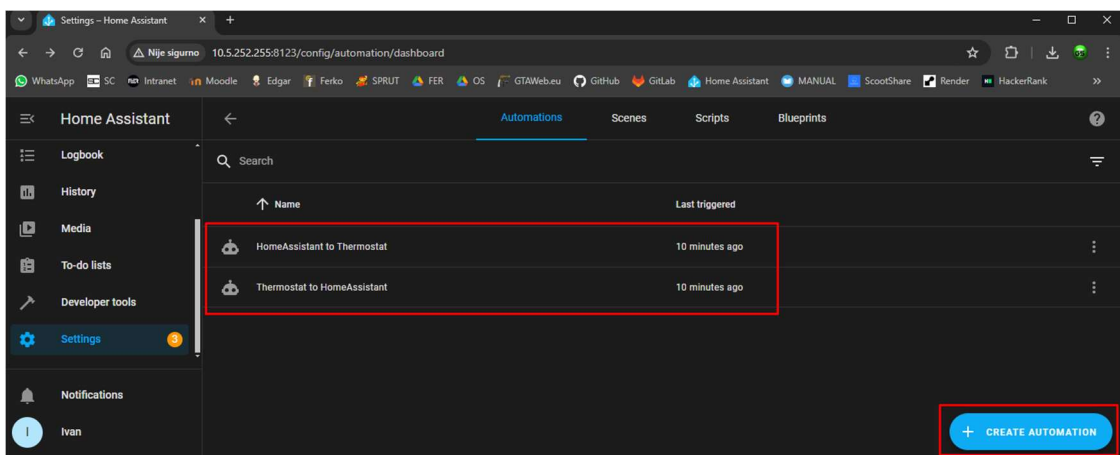 Settings – Home Assistant
Nije sigurno 10.5.252.255:8123/config/automation/dashboard
WhatsApp SC Intranet Moodle Edgar Ferko SPRUT FER OS GTAWeb.eu GitHub GitLab Home Assistant MANUAL ScootShare Render HackerRank
Home Assistant Automations Scenes Scripts Blueprints
Logbook
Search
History
Name Last triggered
Media
HomeAssistant to Thermostat 10 minutes ago
To-do lists
Thermostat to HomeAssistant 10 minutes ago
Developer tools
Settings 3
Notifications
I Ivan
+ CREATE AUTOMATION